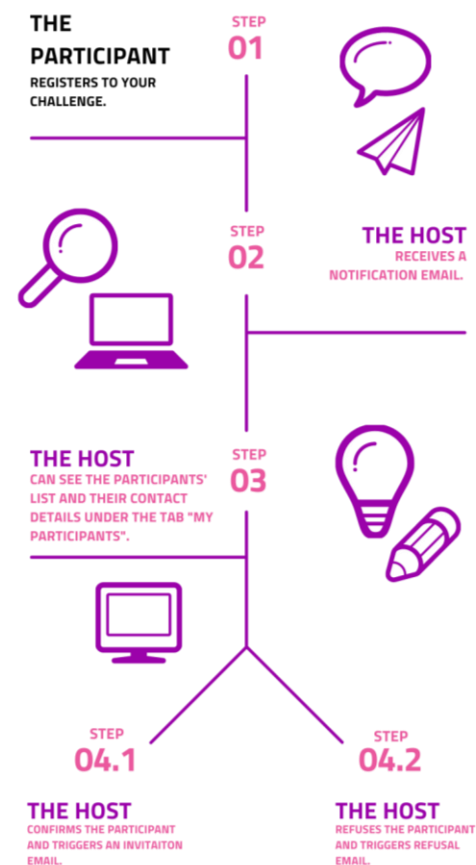 THE
PARTICIPANT
REGISTERS TO YOUR
CHALLENGE.
STEP
01
STEP
02
THE HOST
RECEIVES A
NOTIFICATION EMAIL.
THE HOST
CAN SEE THE PARTICIPANTS'
LIST AND THEIR CONTACT
DETAILS UNDER THE TAB "MY
PARTICIPANTS".
STEP
03
STEP
04.1
THE HOST
CONFIRMS THE PARTICIPANT
AND TRIGGERS AN INVITAITON
EMAIL.
STEP
04.2
THE HOST
REFUSES THE PARTICIPANT
AND TRIGGERS REFUSAL
EMAIL.